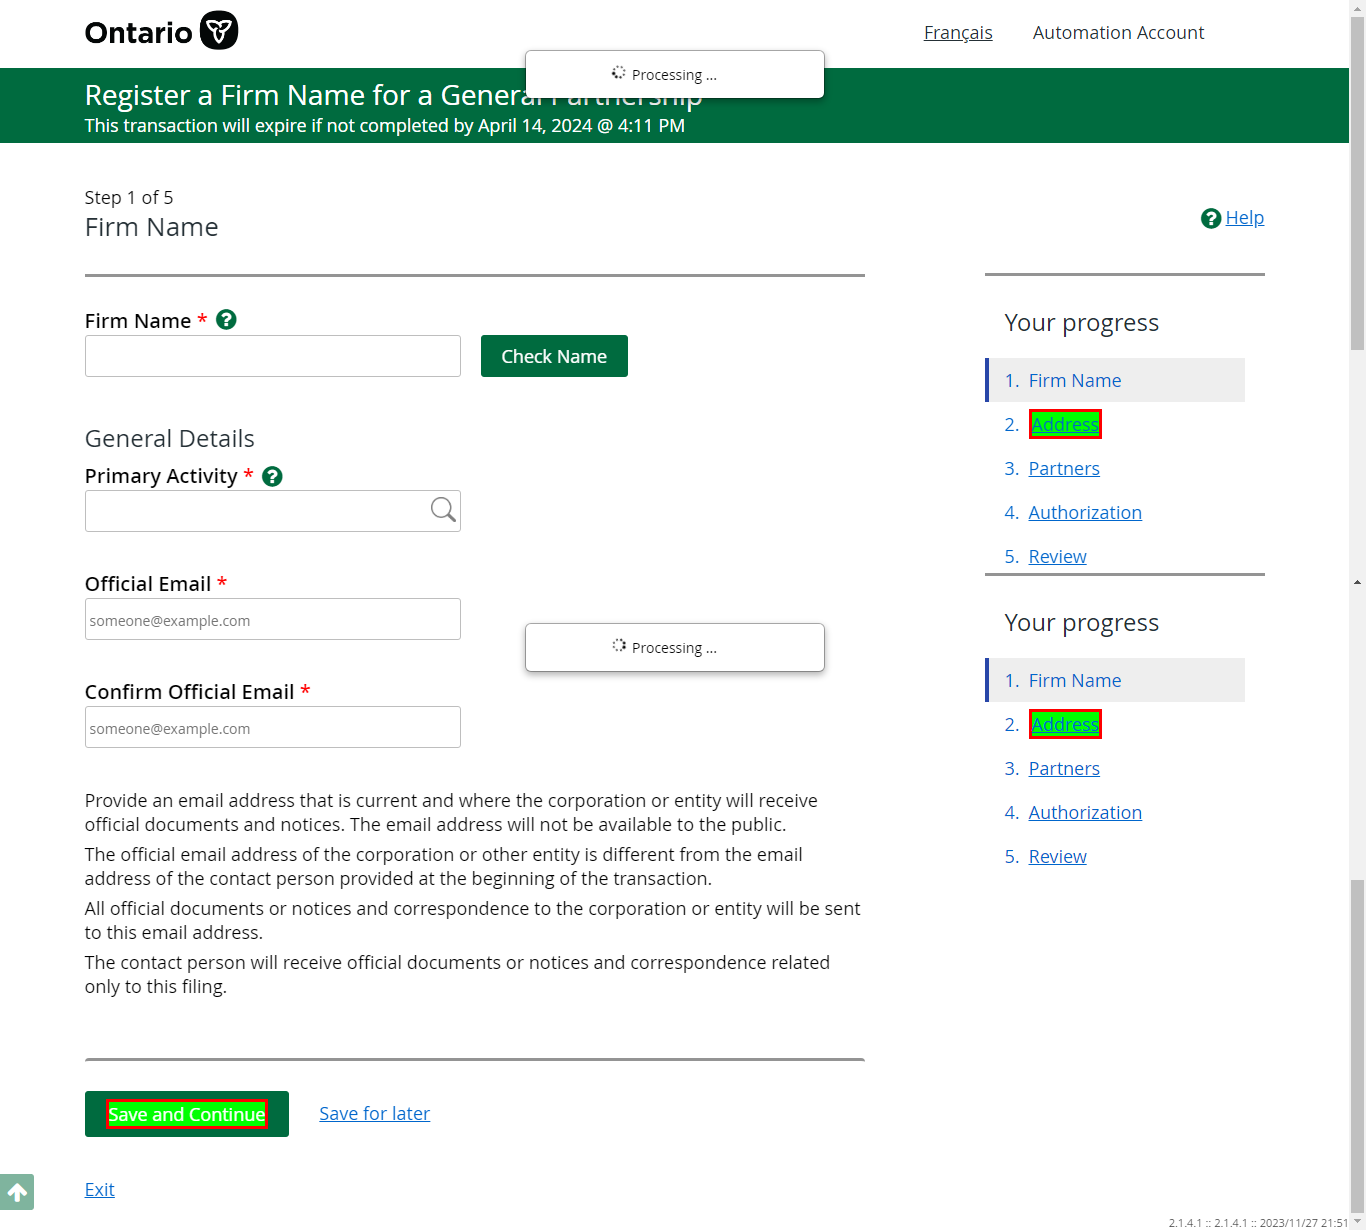 Ontario
Français
Automation Account
Processing ...
Register a Firm Name for a General Partnership
This transaction will expire if not completed by April 14, 2024 @ 4:11 PM
Step 1 of 5
Firm Name
Help
Firm Name *
Check Name
General Details
Primary Activity *
Official Email *
someone@example.com
Processing ...
Confirm Official Email *
someone@example.com
Provide an email address that is current and where the corporation or entity will receive
official documents and notices. The email address will not be available to the public.
The official email address of the corporation or other entity is different from the email
address of the contact person provided at the beginning of the transaction.
All official documents or notices and correspondence to the corporation or entity will be sent
to this email address.
The contact person will receive official documents or notices and correspondence related
only to this filing.
Your progress
1. Firm Name
2. Address
3. Partners
4. Authorization
5. Review
Your progress
1. Firm Name
2. Address
3. Partners
4. Authorization
5. Review
Save and Continue
Save for later
Exit
2.1.4.1 :: 2.1.4.1 :: 2023/11/27 21:51